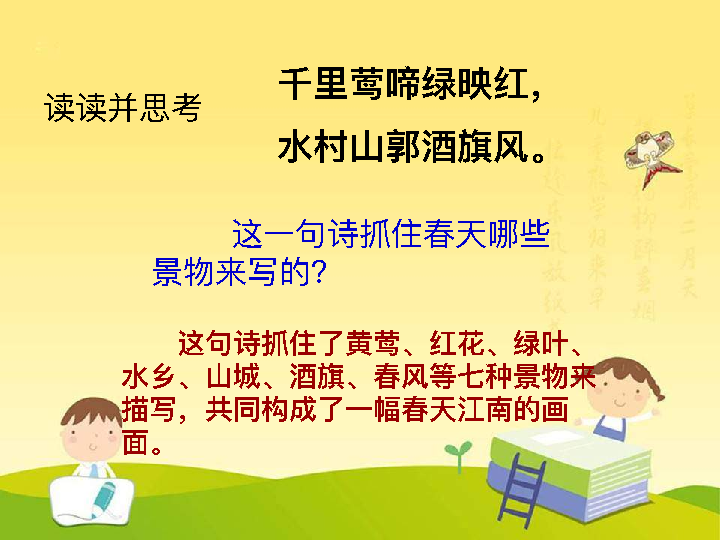 读读并思考
千里莺啼绿映红，
水村山郭酒旗风。
这一句诗抓住春天哪些
景物来写的？
这句诗抓住了黄莺、红花、绿叶、
水乡、山城、酒旗、春风等七种景物来
描写，共同构成了一幅春天江南的画
面。